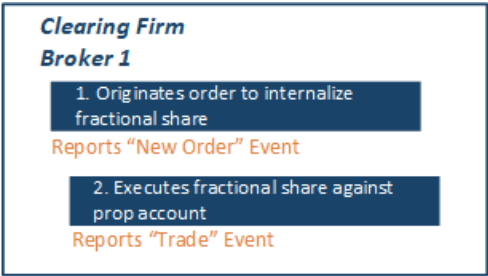 Clearing Firm
Broker 1
1. Originates order to internalize
fractional share
Reports “New Order” Event
2. Executes fractional share against
prop account
Reports “Trade” Event